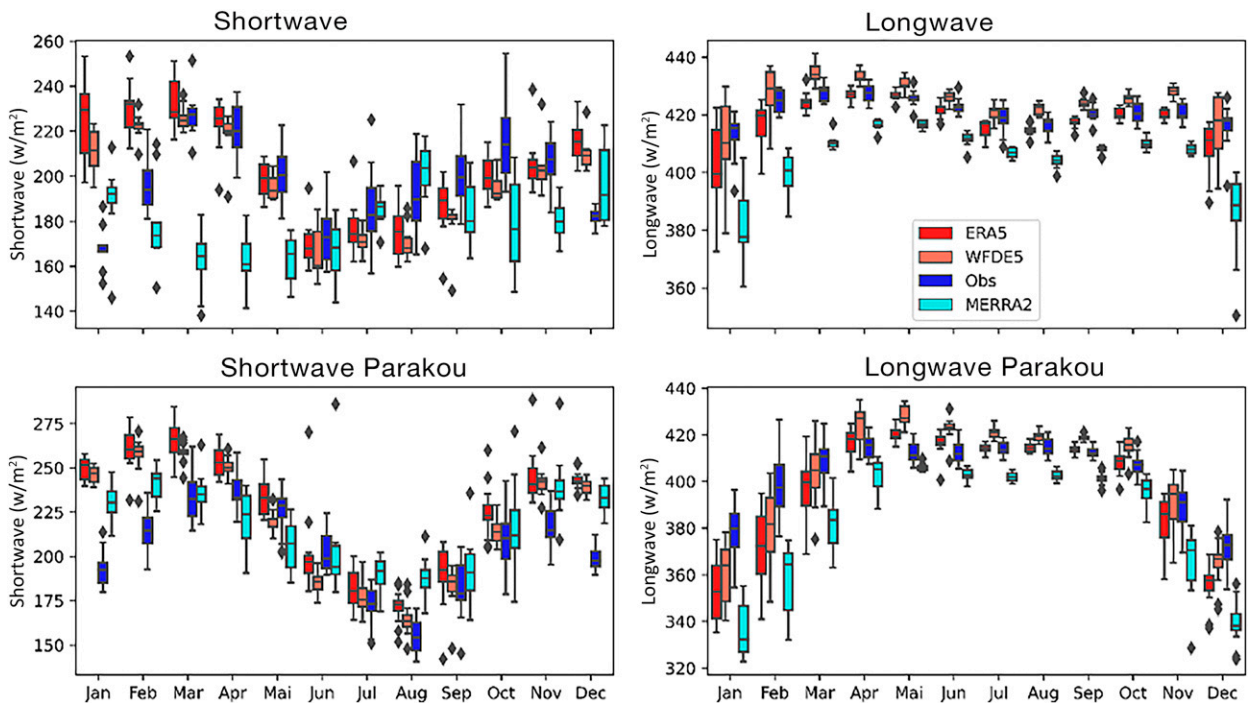 Shortwave
Longwave
Shortwave (w/m²)
260
240
220
200
180
160
140
Longwave (w/m²)
440
420
400
380
360
ERA5
WFDE5
Obs
MERRA2
Shortwave Parakou
Longwave Parakou
Shortwave (w/m²)
275
250
225
200
175
150
Jan Feb Mar Apr Mai Jun Jul Aug Sep Oct Nov Dec
Longwave (w/m²)
440
420
400
380
360
340
320
Jan Feb Mar Apr Mai Jun Jul Aug Sep Oct Nov Dec